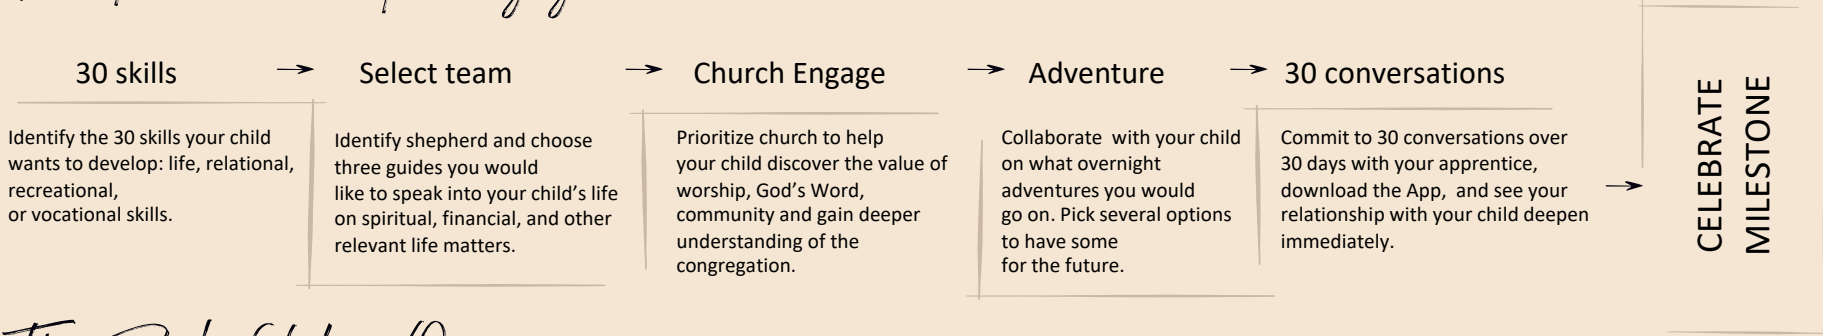 30 skills
Identify the 30 skills your child
wants to develop: life, relational,
recreational,
or vocational skills.
Select team
Identify shepherd and choose
three guides you would
like to speak into your child’s life
on spiritual, financial, and other
relevant life matters.
Church Engage
Prioritize church to help
your child discover the value of
worship, God’s Word,
community and gain deeper
understanding of the
congregation.
Adventure
Collaborate  with your child
on what overnight
adventures you would
go on. Pick several options
to have some
for the future.
30 conversations
Commit to 30 conversations over
30 days with your apprentice,
download the App,  and see your
relationship with your child deepen
immediately.
CELEBRATE
MILESTONE